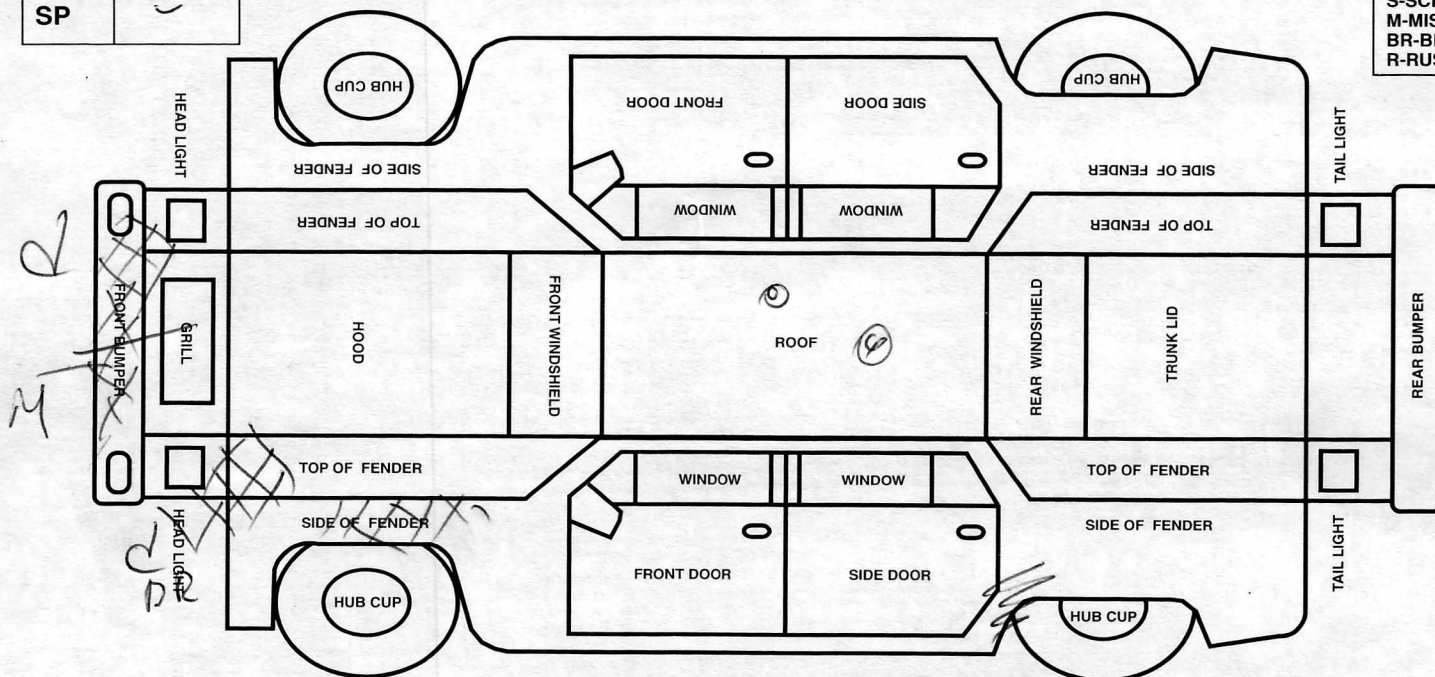 SP
S-SC
M-MIS
BR-B
R-RUS
HUB CUP
HUB CUP
HEAD LIGHT
FRONT DOOR
SIDE DOOR
TAIL LIGHT
SIDE OF FENDER
SIDE OF FENDER
WINDOW
WINDOW
TOP OF FENDER
TOP OF FENDER
R
FRONT BUMPER
GRILL
HOOD
FRONT WINDSHIELD
ROOF
REAR WINDSHIELD
TRUNK LID
REAR BUMPER
M
TOP OF FENDER
WINDOW
WINDOW
TOP OF FENDER
HEAD LIGHT
SIDE OF FENDER
SIDE OF FENDER
TAIL LIGHT
R
DR
FRONT DOOR
SIDE DOOR
HUB CUP
HUB CUP